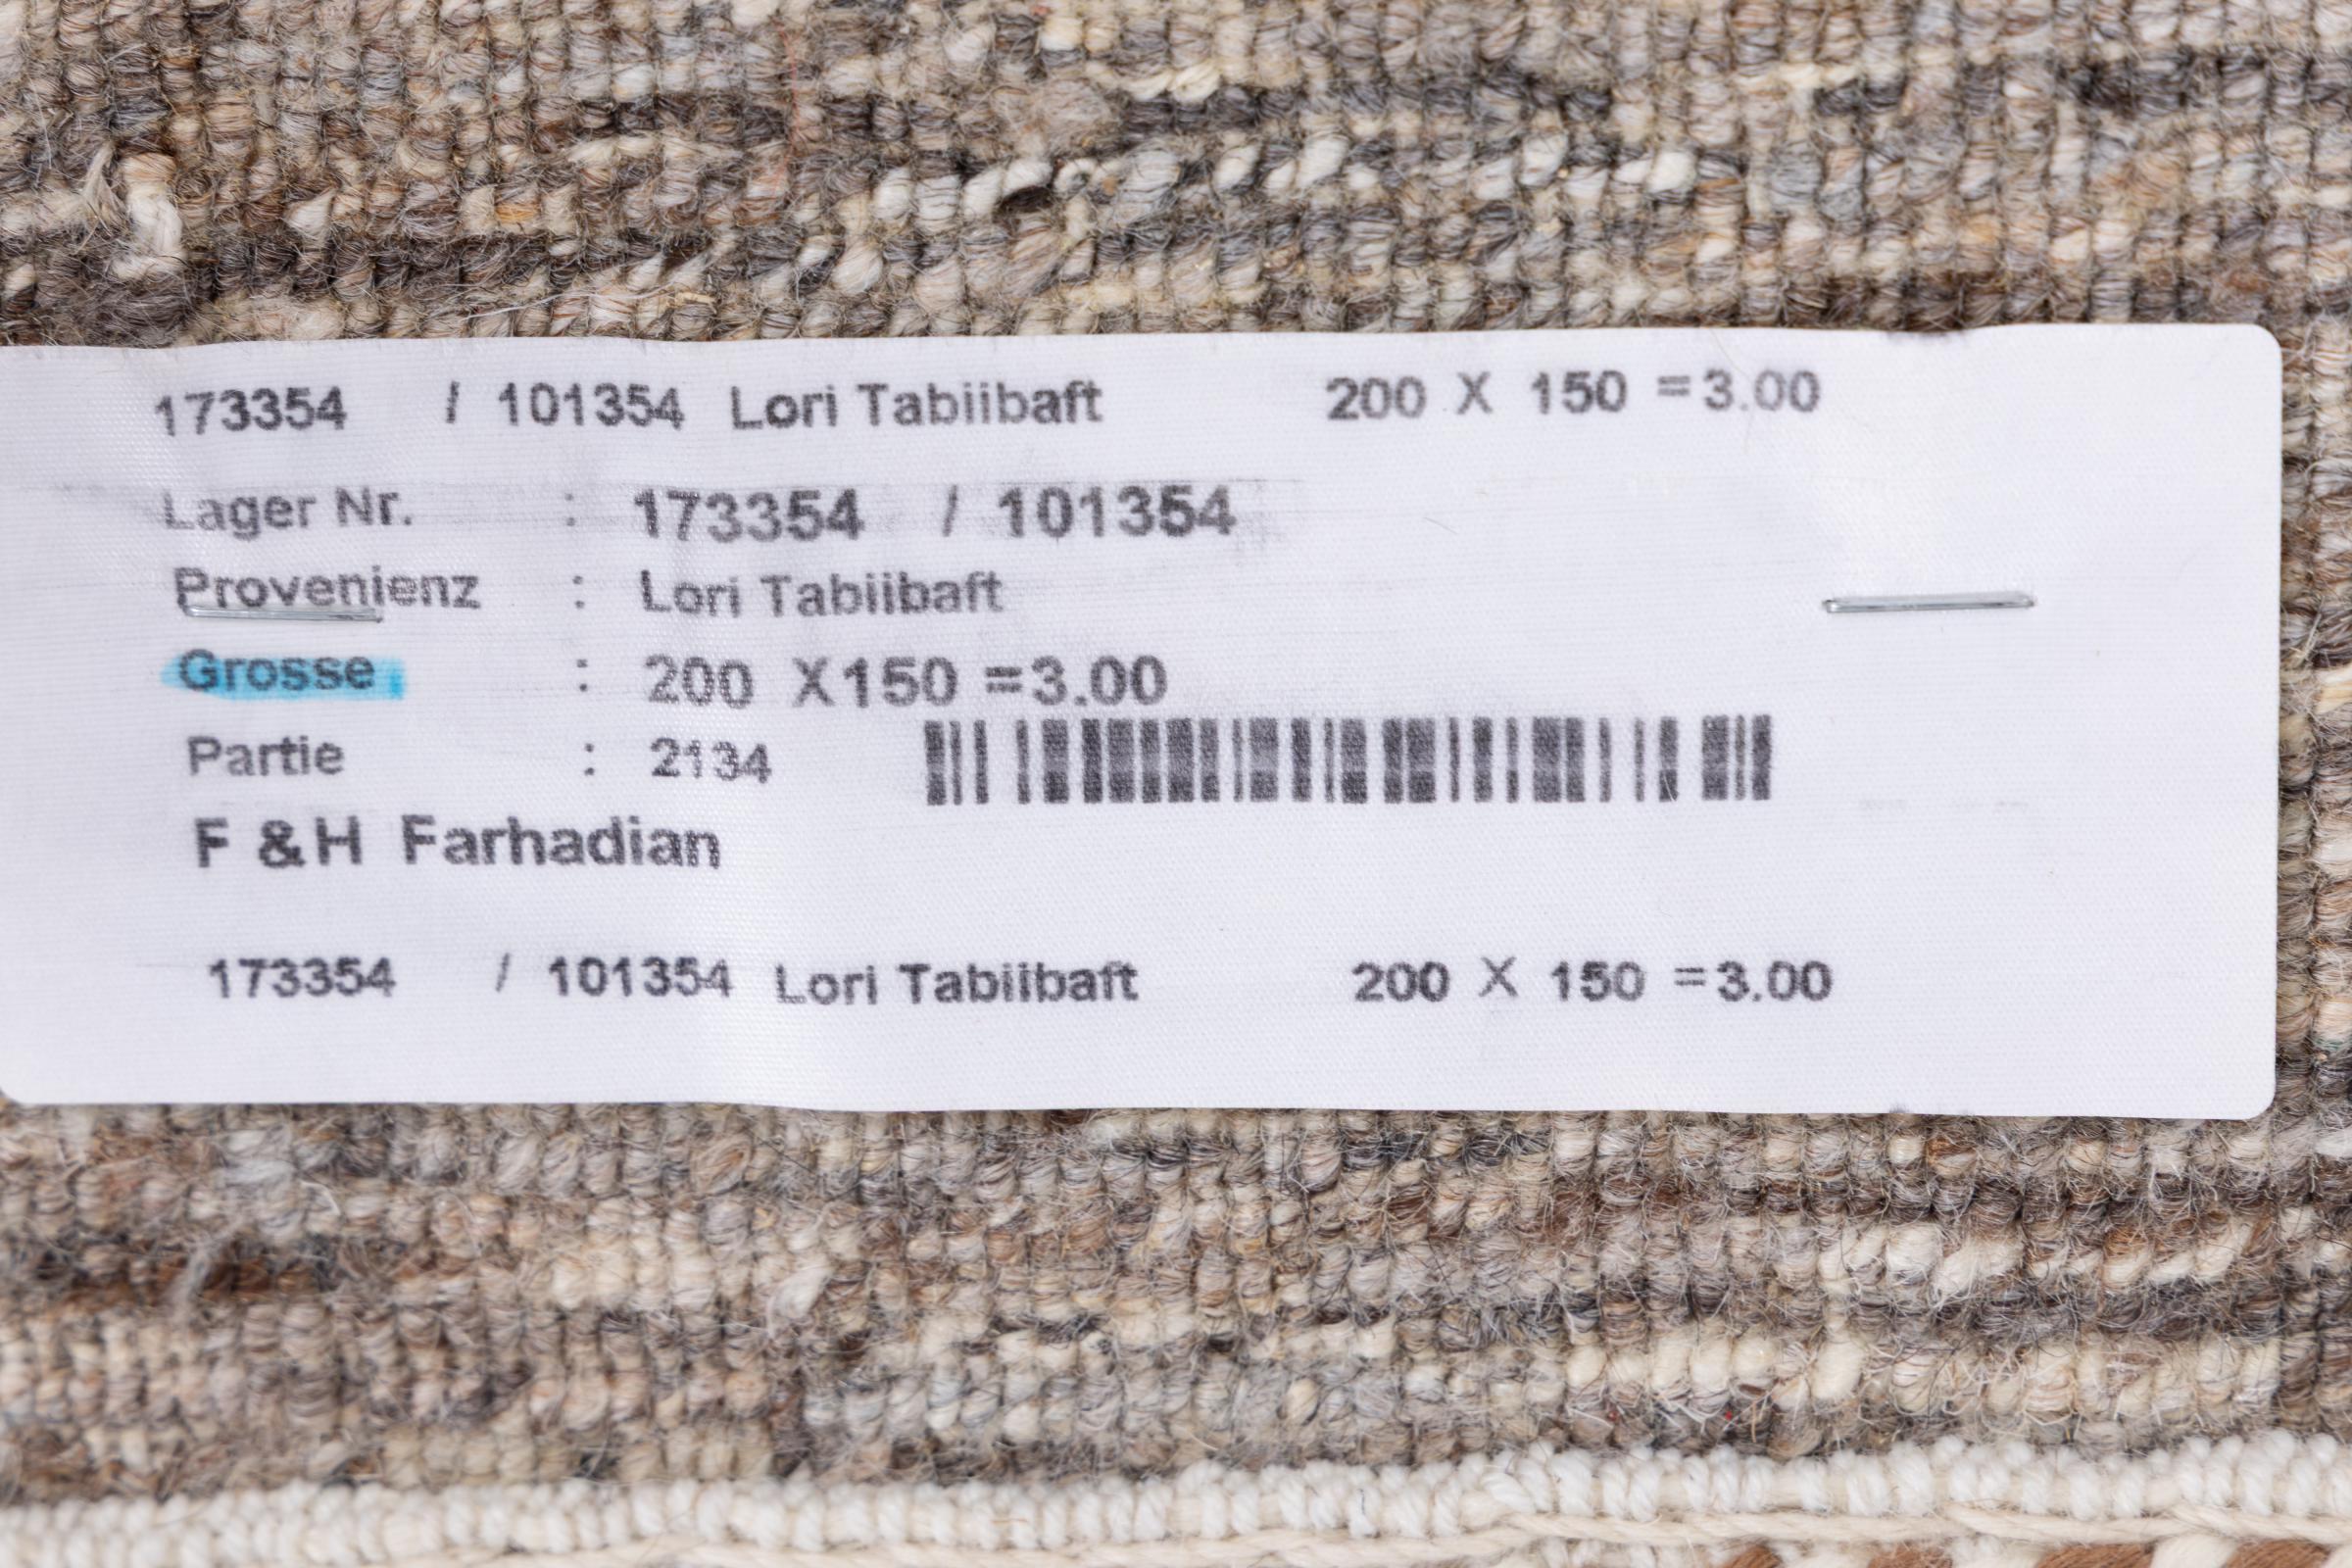 173354 / 101354 Lori Tabiibaft 200 X 150 =3.00
Lager Nr. : 173354 / 101354
Provenienz : Lori Tabiibaft
Grosse : 200 X150 =3.00
Partie : 2134
F &H Farhadian
173354 / 101354 Lori Tabiibaft 200 X 150 =3.00